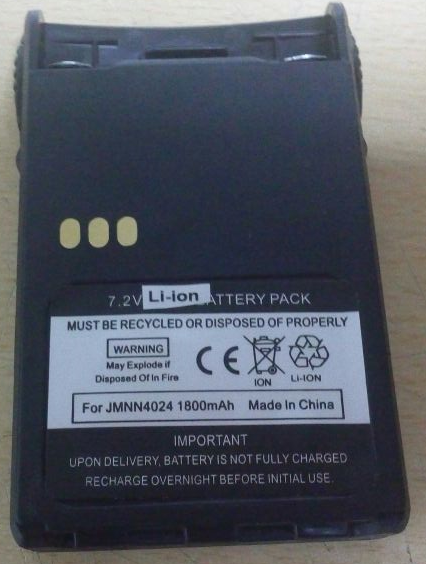 7.2V Li-ion BATTERY PACK
MUST BE RECYCLED OR DISPOSED OF PROPERLY
WARNING
May Explode if
Disposed Of In Fire
CE
ION
Li-ION
For JMNN4024 1800mAh Made In China
IMPORTANT
UPON DELIVERY, BATTERY IS NOT FULLY CHARGED
RECHARGE OVERNIGHT BEFORE INITIAL USE.